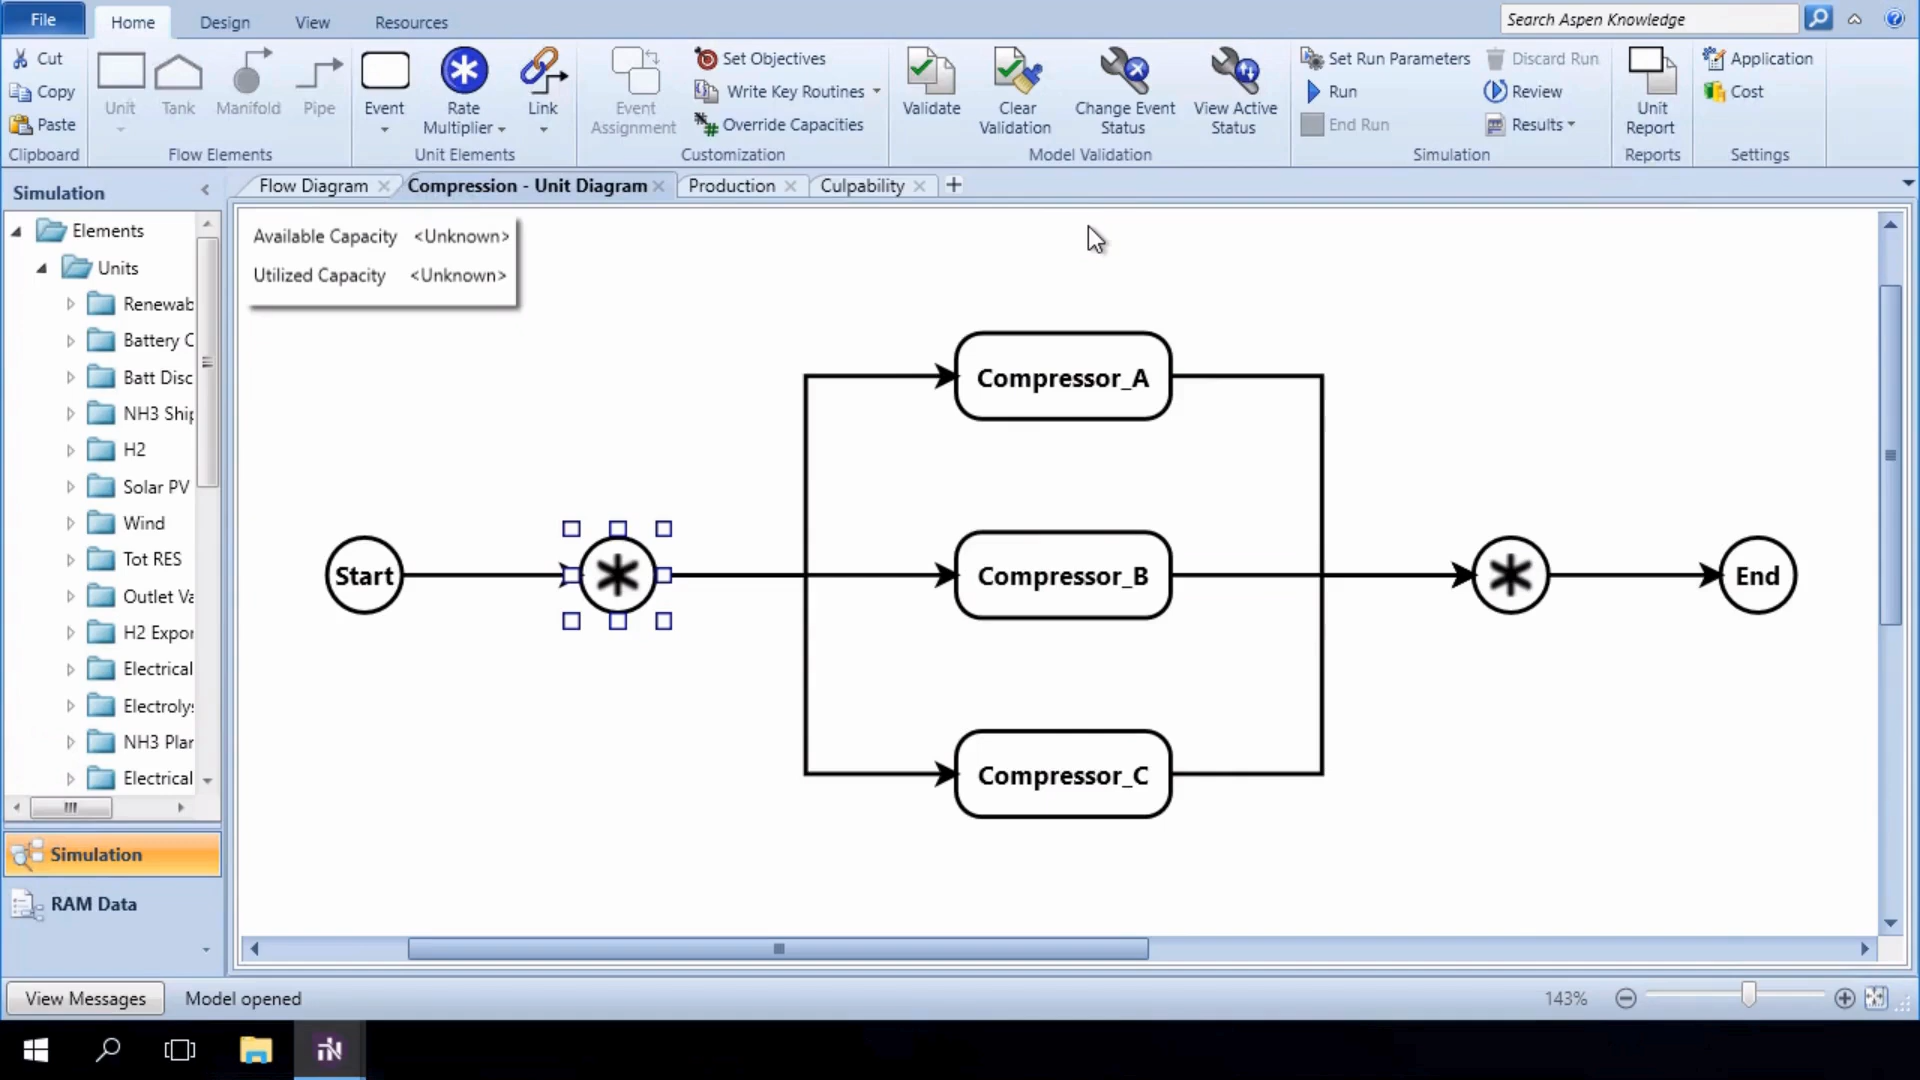 File
Home
Design
View
Resources
Search Aspen Knowledge
Cut
Copy
Paste
Clipboard
Unit
Tank
Manifold
Pipe
Flow Elements
Event
Rate
Multiplier
Link
Unit Elements
Event
Assignment
Set Objectives
Write Key Routines
Override Capacities
Customization
Validate
Clear
Validation
Change Event
Status
View Active
Status
Model Validation
Set Run Parameters
Run
End Run
Discard Run
Review
Results
Simulation
Unit
Report
Reports
Application
Cost
Settings
Simulation
Flow Diagram
Compression - Unit Diagram
Production
Culpability
Elements
Units
Renewab
Battery C
Batt Disc
NH3 Ship
H2
Solar PV
Wind
Tot RES
Outlet Va
H2 Expor
Electrical
Electrolys
NH3 Plan
Electrical
Simulation
RAM Data
Available Capacity <Unknown>
Utilized Capacity <Unknown>
Compressor_A
Start
Compressor_B
End
Compressor_C
View Messages
Model opened
143%